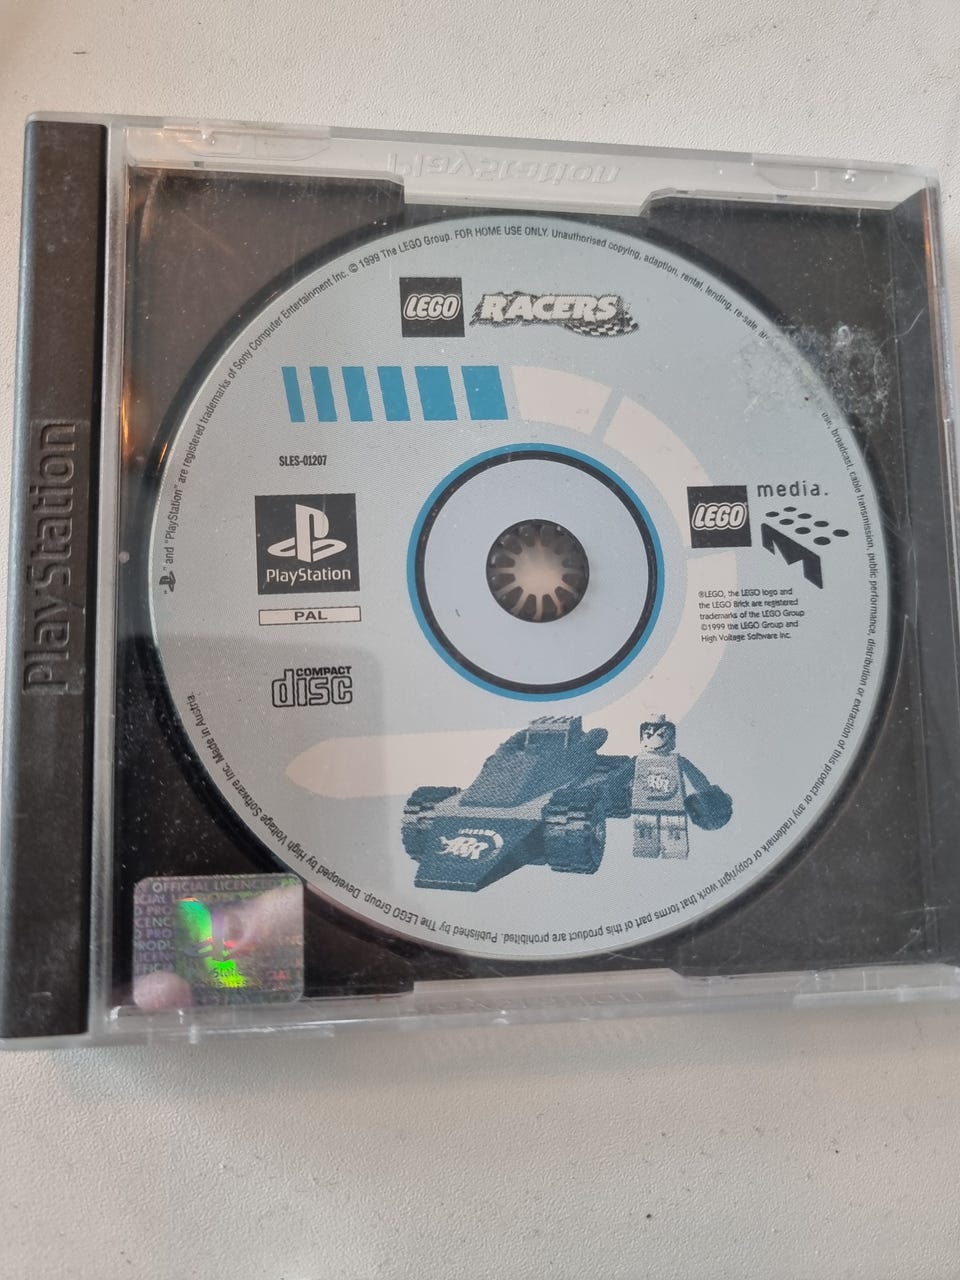 PlayStation
PlayStation
LEGO RACERS
SLES-01207
PlayStation
PAL
COMPACT
disc
LEGO media.
®LEGO, the LEGO logo and
the LEGO Brick are registered
trademarks of the LEGO Group
©1999 the LEGO Group and
High Voltage Software Inc.
" and "PlayStation" are registered trademarks of Sony Computer Entertainment Inc. © 1999 The LEGO Group. FOR HOME USE ONLY. Unauthorised copying, adaption, rental, lending, re-sale, broadcast, cable transmission, public performance, distribution or extraction of this product or any trademark or copyright work that forms part of this product are prohibited. Published by The LEGO Group. Developed by High Voltage Software Inc. Made in Austria.
OFFICIAL LICENCED